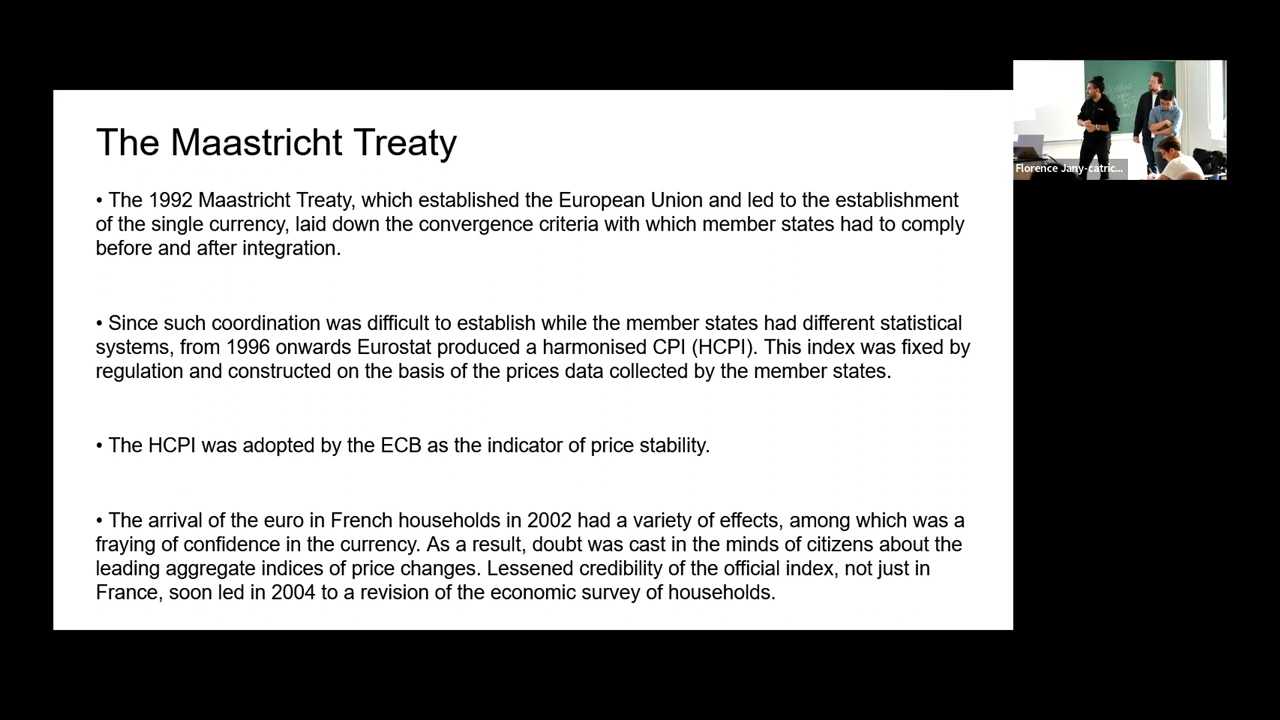 The Maastricht Treaty
• The 1992 Maastricht Treaty, which established the European Union and led to the establishment
of the single currency, laid down the convergence criteria with which member states had to comply
before and after integration.
• Since such coordination was difficult to establish while the member states had different statistical
systems, from 1996 onwards Eurostat produced a harmonised CPI (HCPI). This index was fixed by
regulation and constructed on the basis of the prices data collected by the member states.
• The HCPI was adopted by the ECB as the indicator of price stability.
• The arrival of the euro in French households in 2002 had a variety of effects, among which was a
fraying of confidence in the currency. As a result, doubt was cast in the minds of citizens about the
leading aggregate indices of price changes. Lessened credibility of the official index, not just in
France, soon led in 2004 to a revision of the economic survey of households.
Florence Jany-catric...